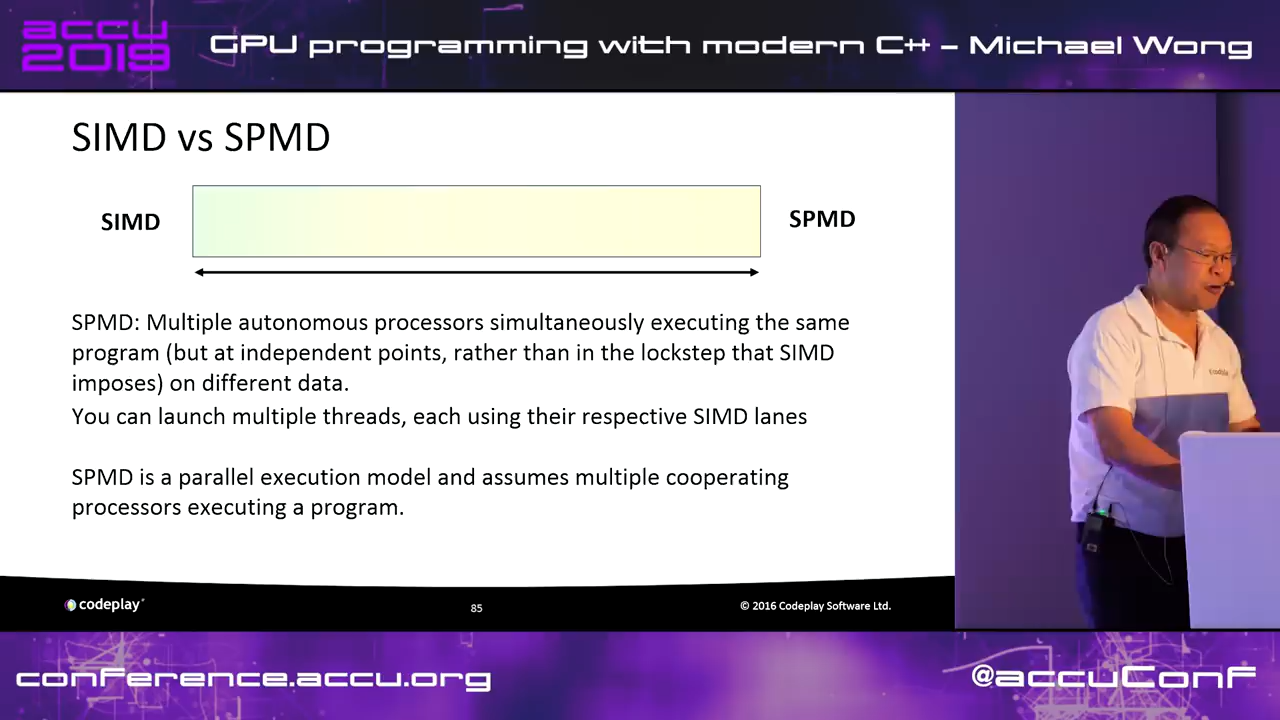 accu
2019
GPU programming with modern C++ – Michael Wong
SIMD vs SPMD
SIMD
SPMD
SPMD: Multiple autonomous processors simultaneously executing the same
program (but at independent points, rather than in the lockstep that SIMD
imposes) on different data.
You can launch multiple threads, each using their respective SIMD lanes
SPMD is a parallel execution model and assumes multiple cooperating
processors executing a program.
codeplay
85
© 2016 Codeplay Software Ltd.
codeplay
conference.accu.org
@accuConf